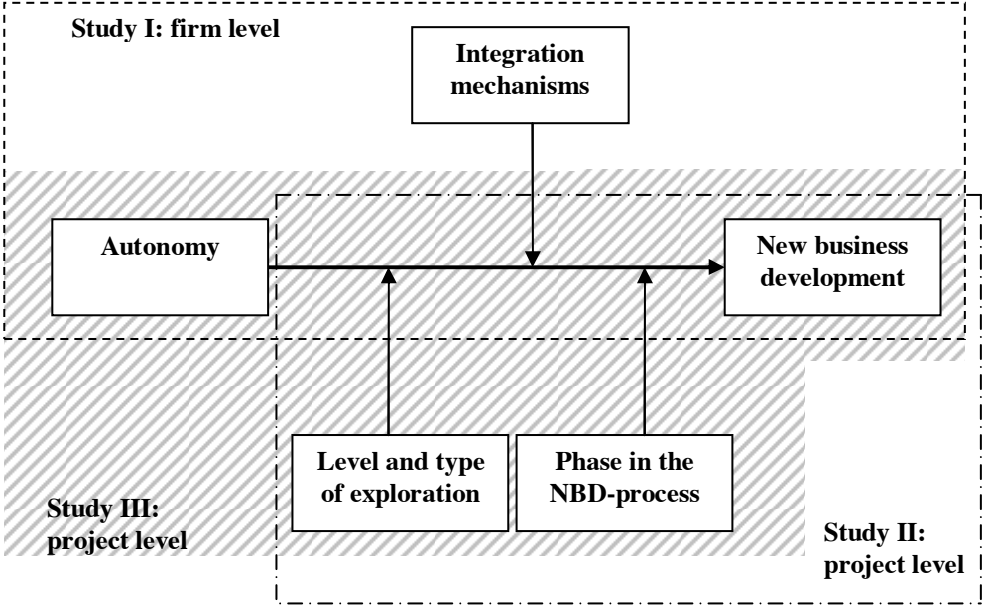 Study I: firm level
Integration
mechanisms
Autonomy
New business
development
Level and type
of exploration
Phase in the
NBD-process
Study III:
project level
Study II:
project level